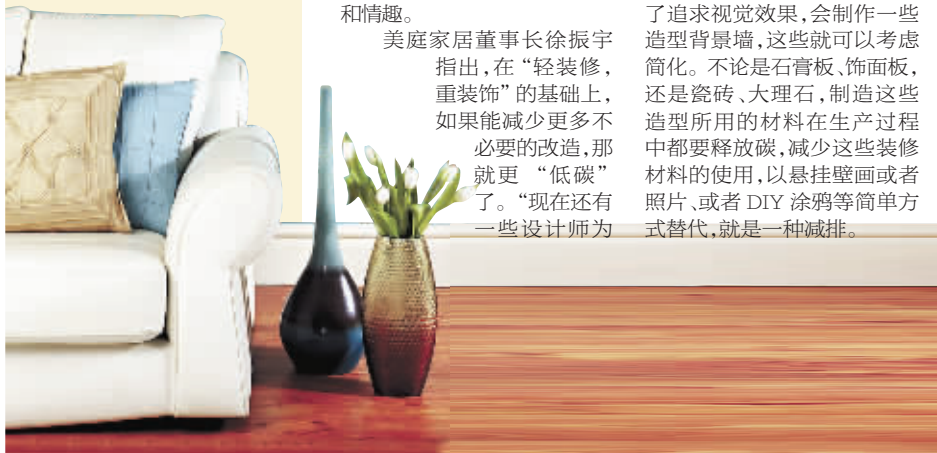 和情趣。
美庭家居董事长徐振宇
指出,在“轻装修,
重装饰”的基础上,
如果能减少更多不
必要的改造,那
就更 “低碳”
了。“现在还有
一些设计师为
了追求视觉效果,会制作一些
造型背景墙,这些就可以考虑
简化。不论是石膏板、饰面板,
还是瓷砖、大理石,制造这些
造型所用的材料在生产过程
中都要释放碳,减少这些装修
材料的使用,以悬挂壁画或者
照片、或者 DIY 涂鸦等简单方
式替代,就是一种减排。